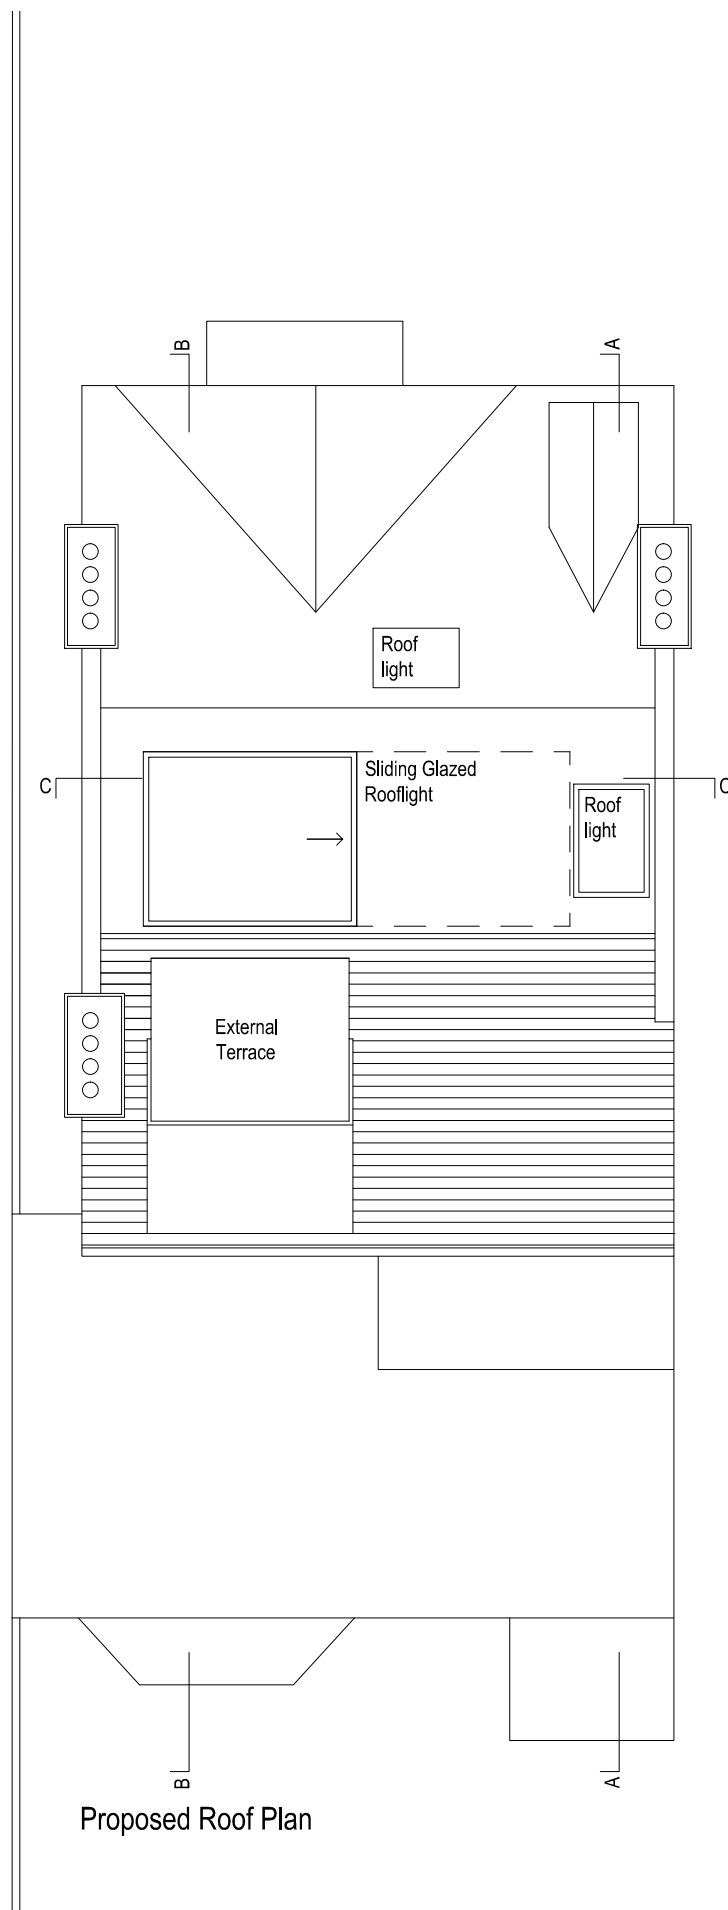 B
A
Roof
light
C
Sliding Glazed
Rooflight
C
Roof
light
External
Terrace
B
A
Proposed Roof Plan